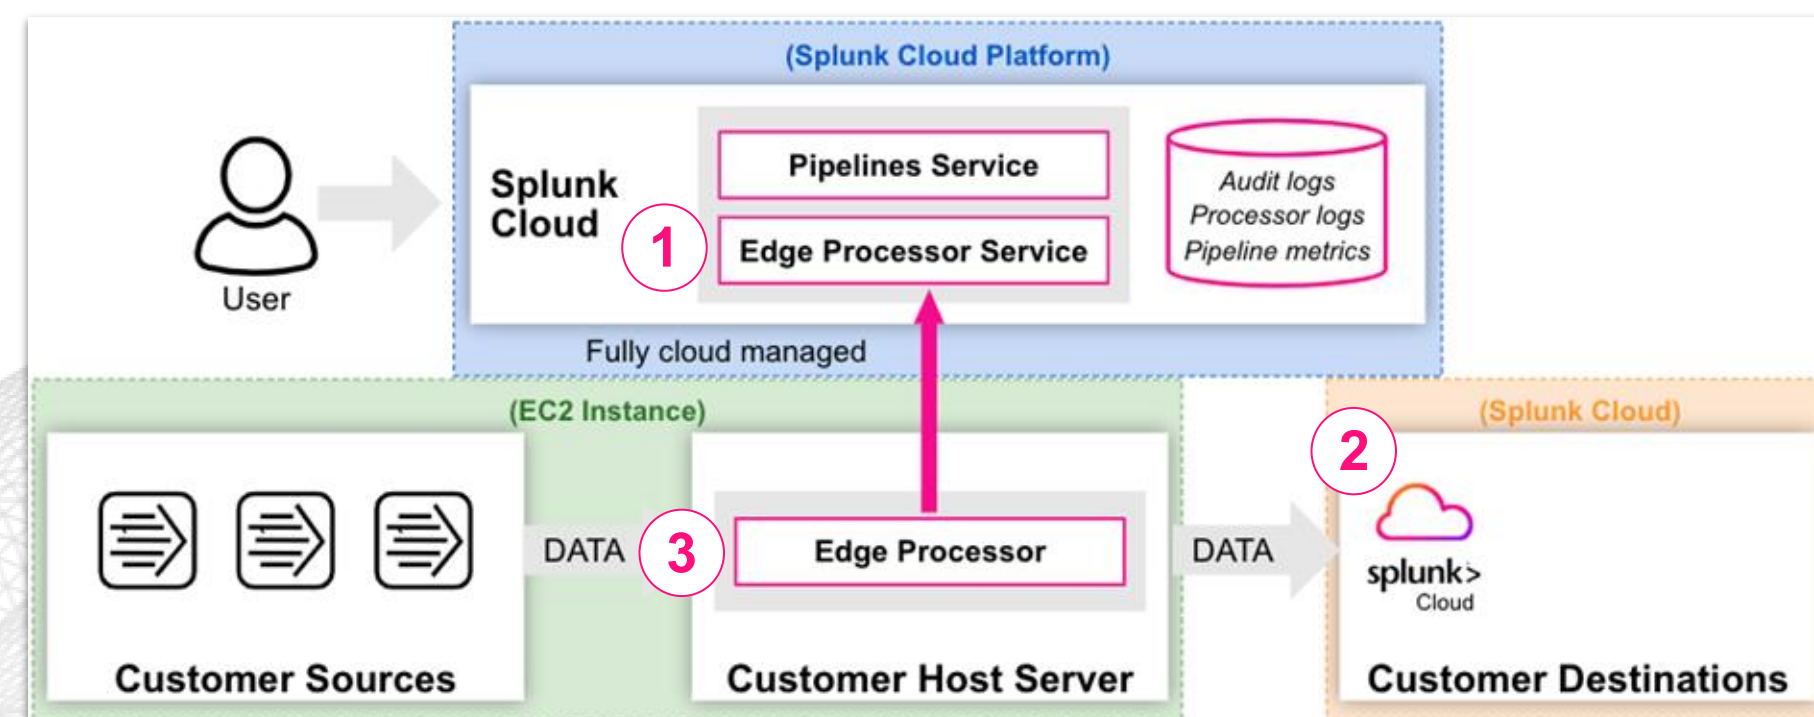 (Splunk Cloud Platform)
User
Splunk
Cloud
1
Pipelines Service
Edge Processor Service
Audit logs
Processor logs
Pipeline metrics
Fully cloud managed
(EC2 Instance)
Customer Sources
DATA
3
Edge Processor
Customer Host Server
DATA
(Splunk Cloud)
2
splunk>
Cloud
Customer Destinations